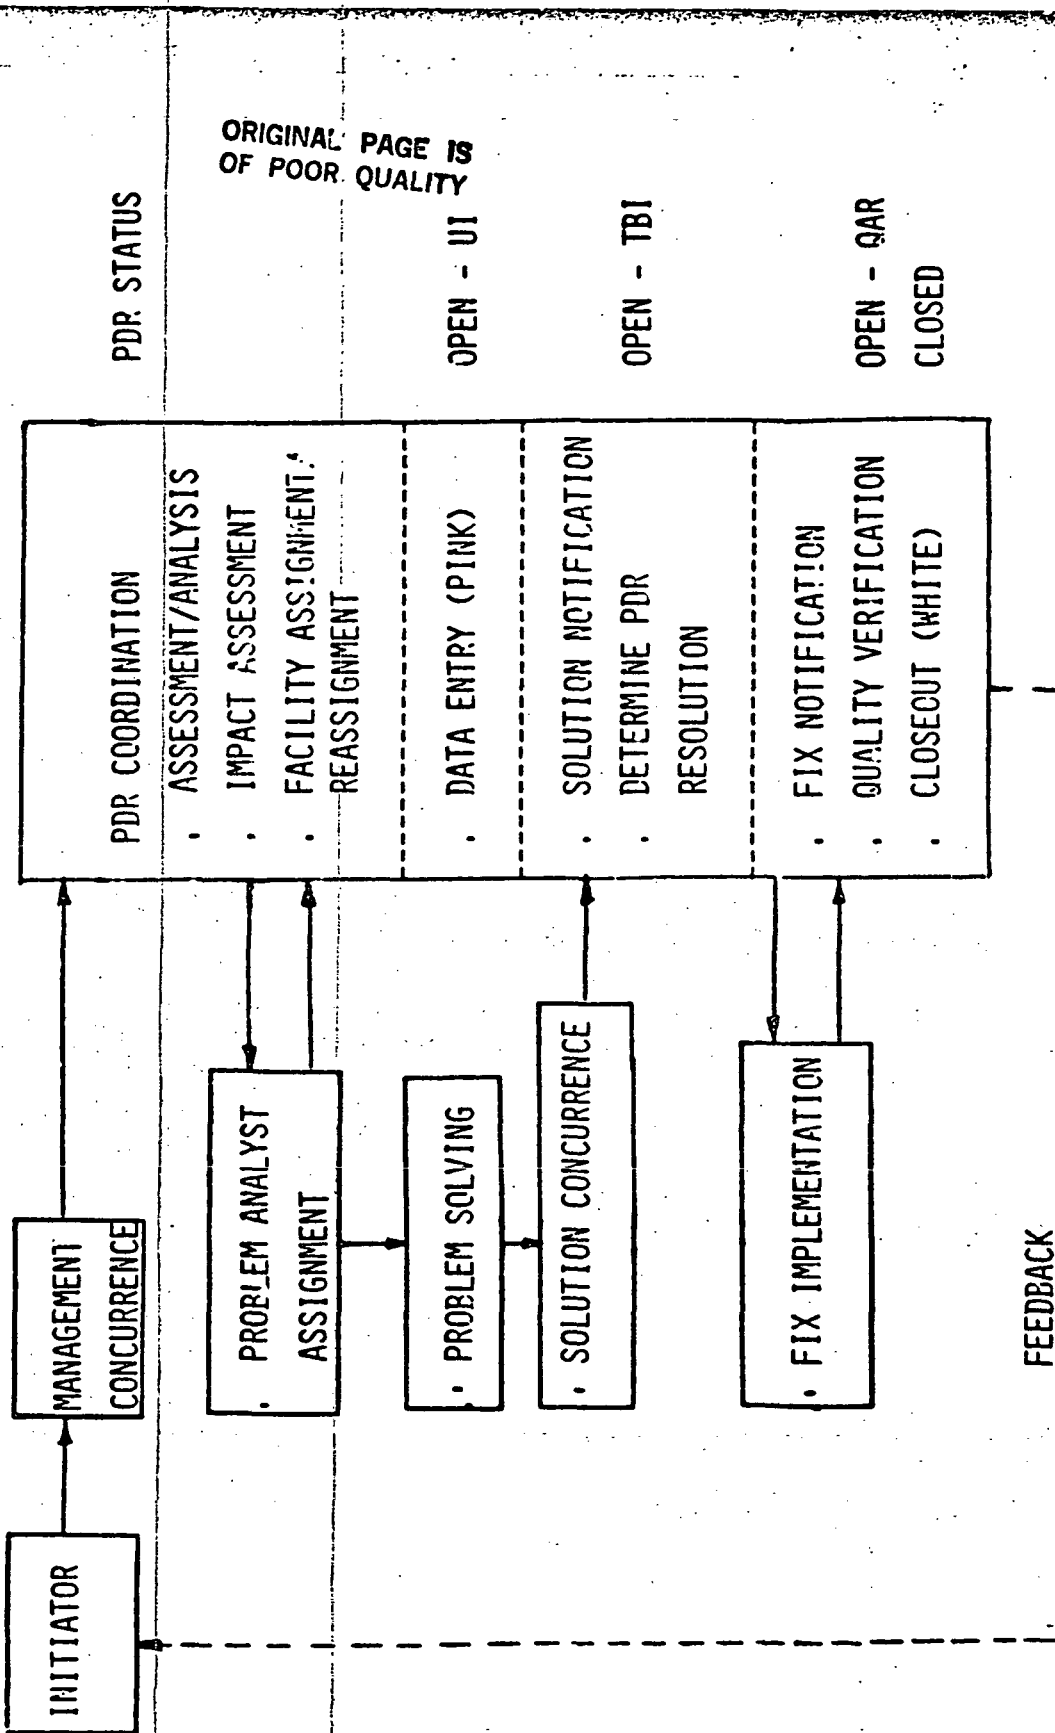 ORIGINAL PAGE IS
OF POOR QUALITY
INITIATOR
MANAGEMENT
CONCURRENCE
PDR COORDINATION
PDR STATUS
· ASSESSMENT/ANALYSIS
· IMPACT ASSESSMENT
· FACILITY ASSIGNMENT/
REASSIGNMENT
· PROBLEM ANALYST
ASSIGNMENT
· PROBLEM SOLVING
· DATA ENTRY (PINK)
OPEN - UI
· SOLUTION CONCURRENCE
· SOLUTION NOTIFICATION
· DETERMINE PDR
RESOLUTION
OPEN - TBI
· FIX IMPLEMENTATION
· FIX NOTIFICATION
· QUALITY VERIFICATION
OPEN - QAR
· CLOSEOUT (WHITE)
CLOSED
FEEDBACK